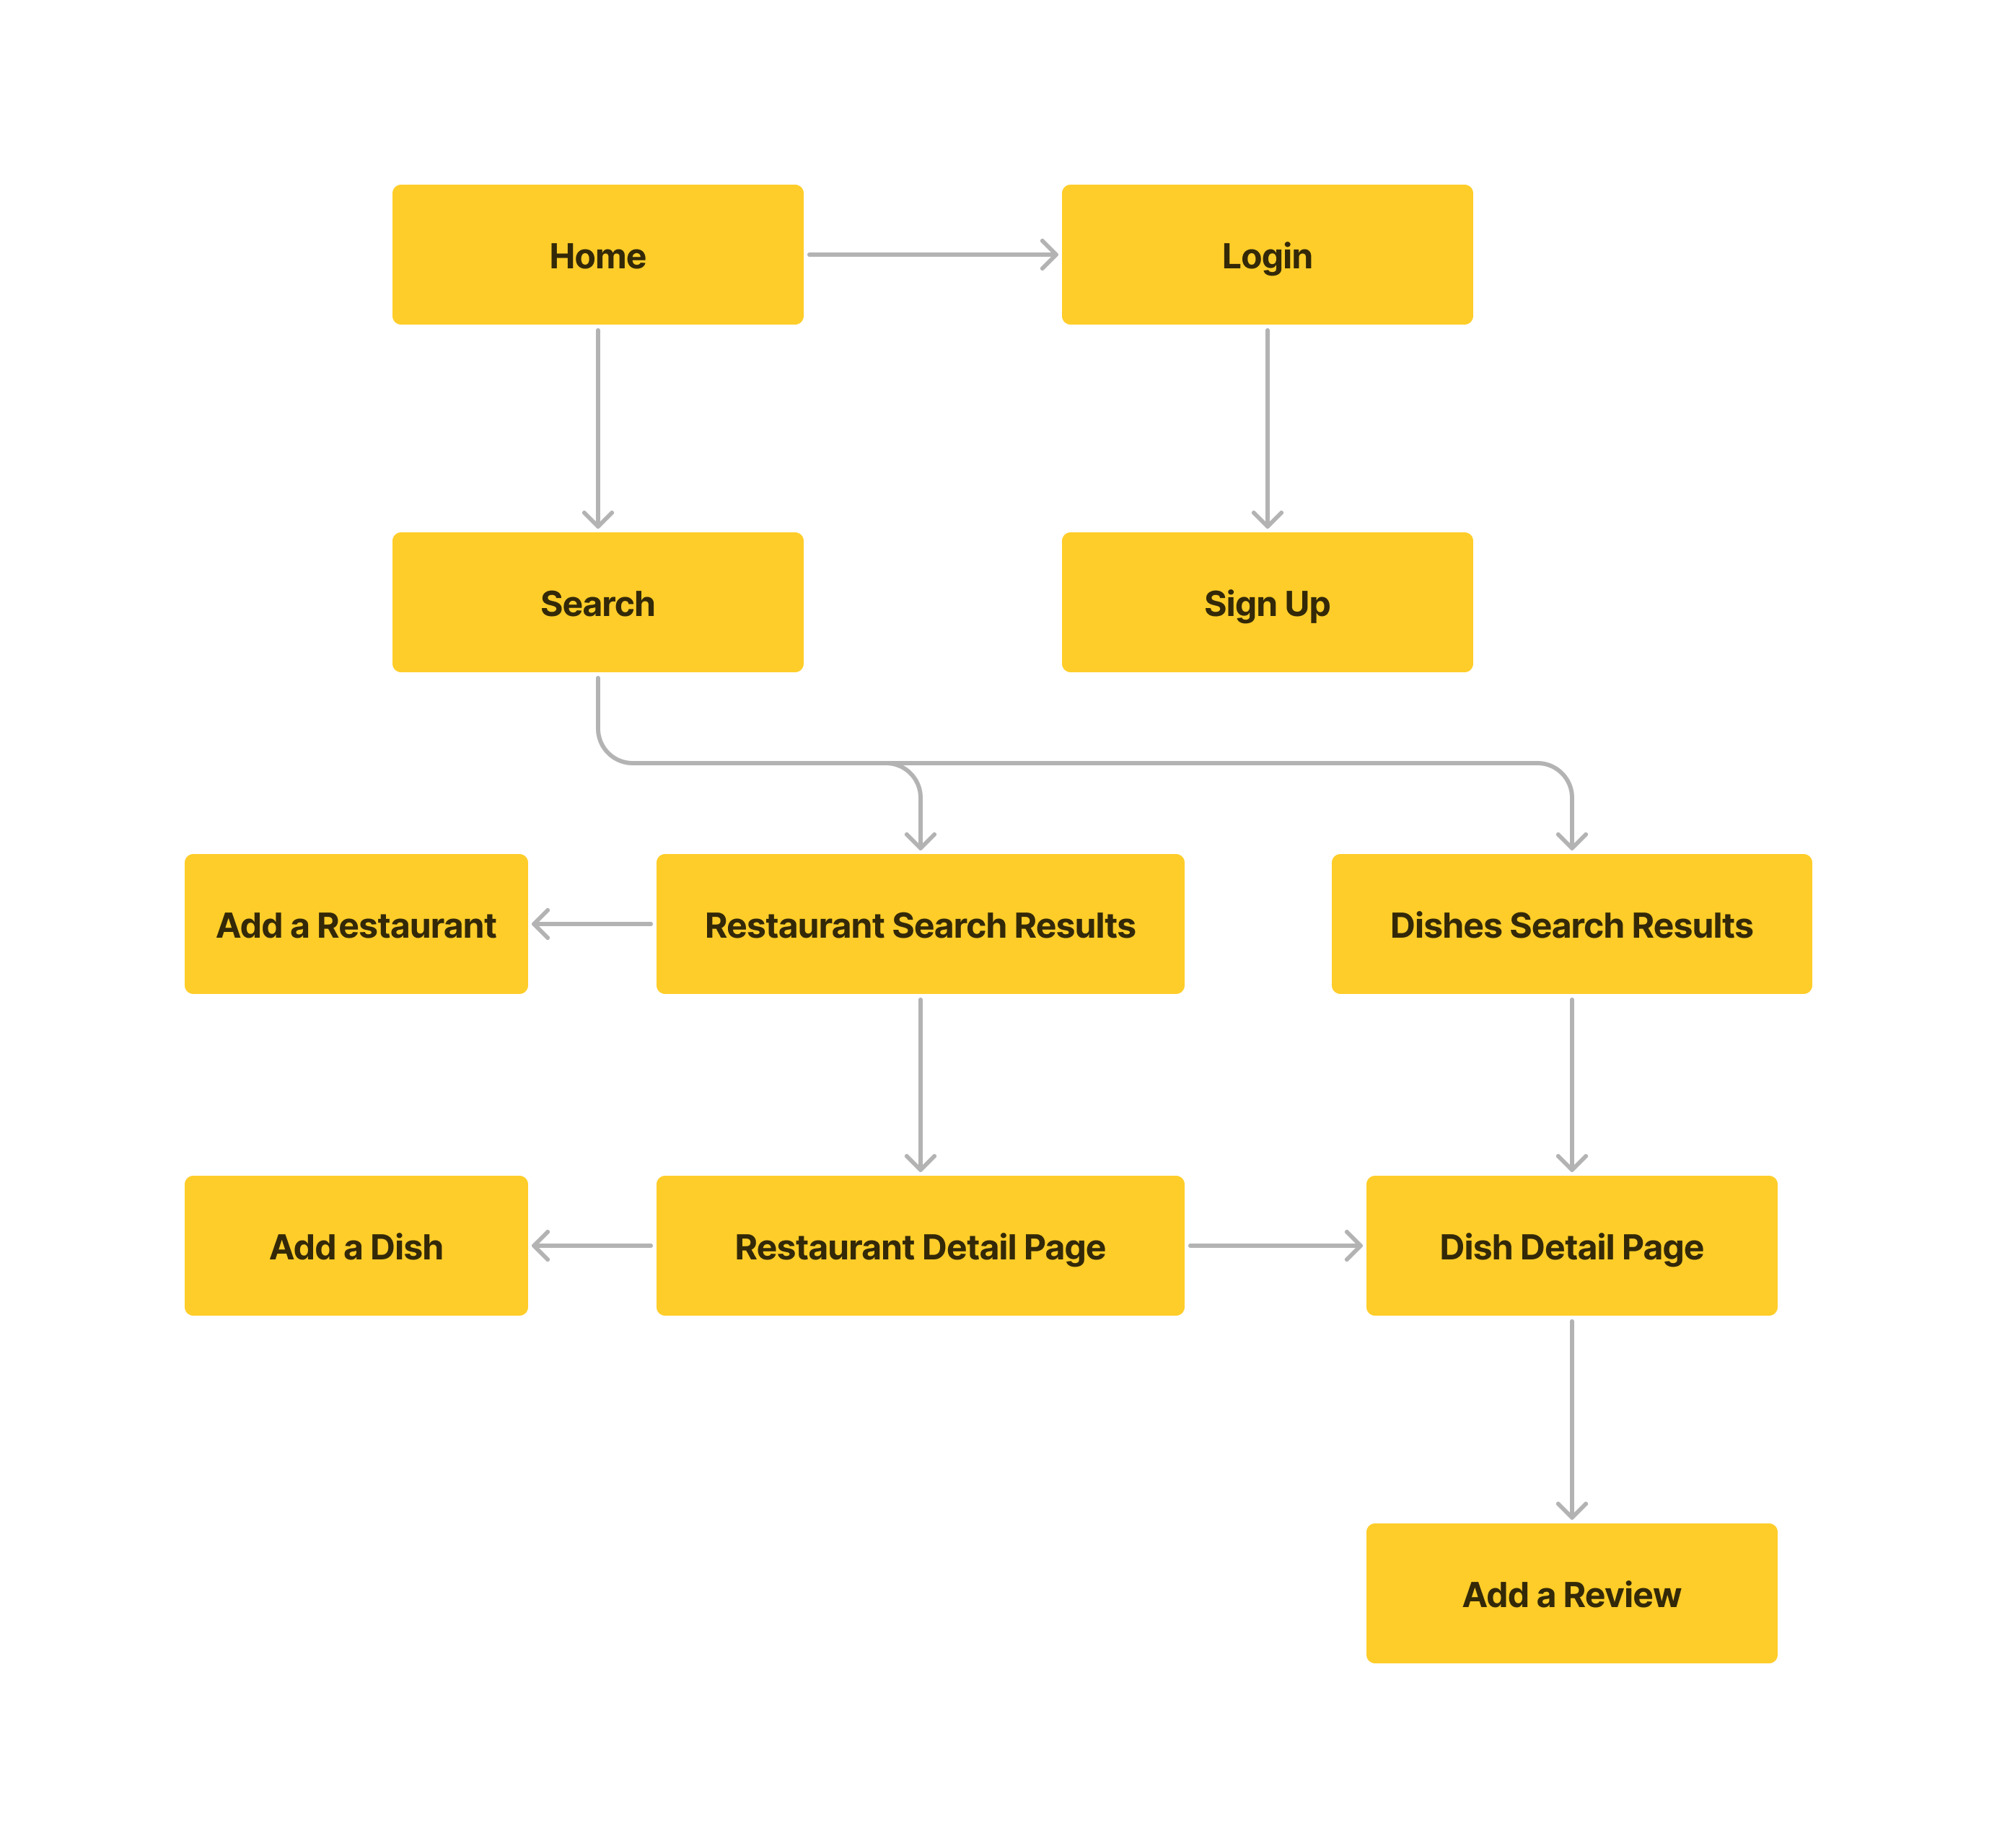 Home
Login
Search
Sign Up
Add a Restaurant
Restaurant Search Results
Dishes Search Results
Add a Dish
Resturant Detail Page
Dish Detail Page
Add a Review